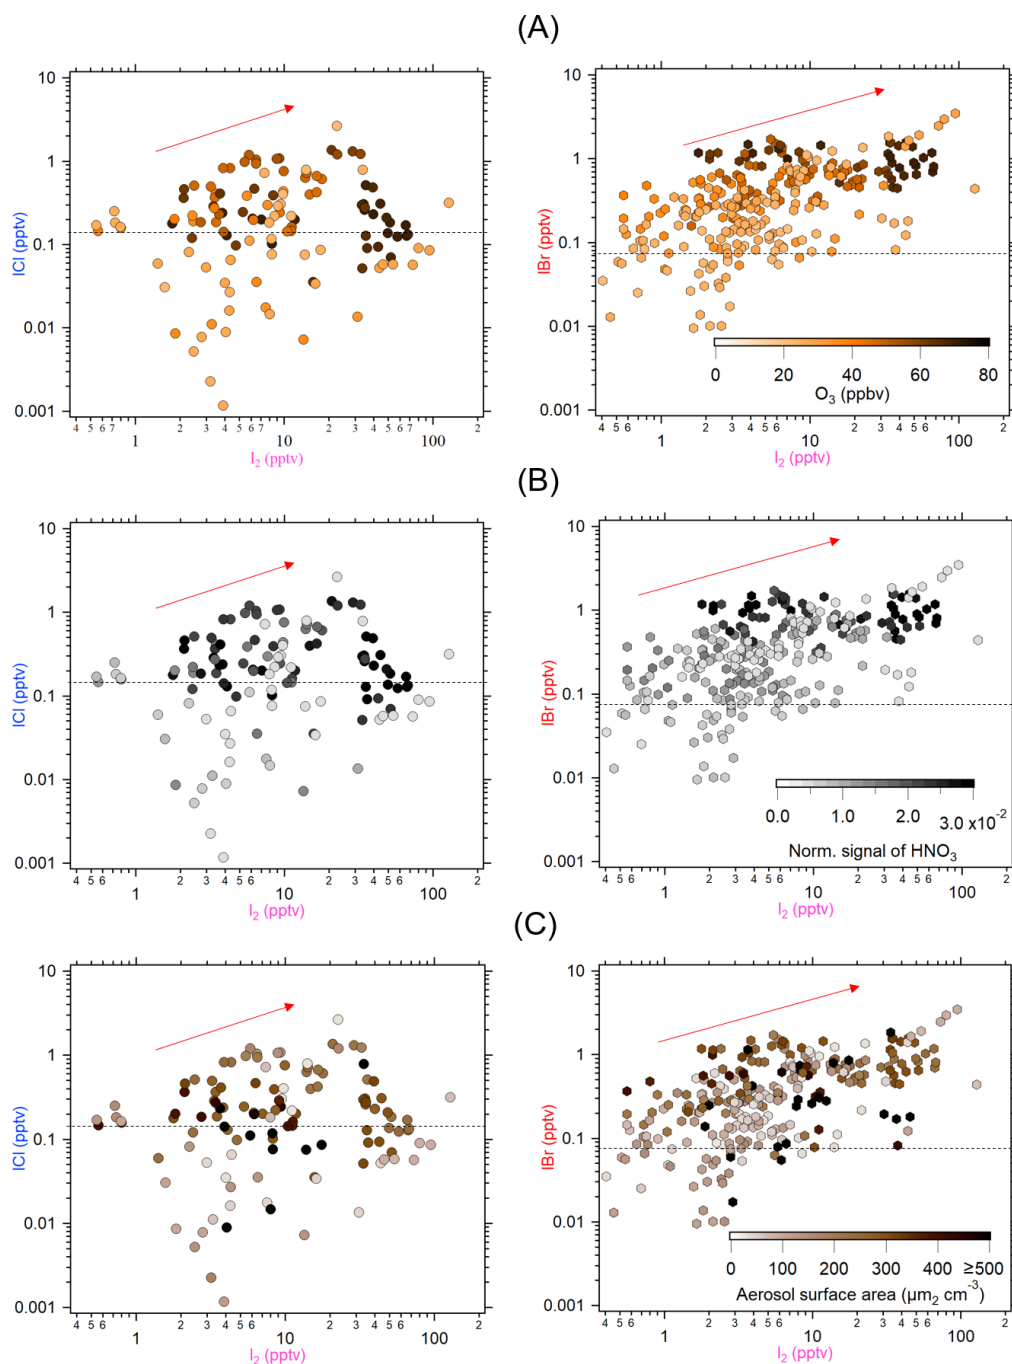 (A)
10
1
0.1
0.01
0.001
ICl (pptv)
4 5 6 7 1 2 3 4 5 6 7 10 2 3 4 5 6 7 100 2
I2 (pptv)
10
1
0.1
0.01
0.001
IBr (pptv)
0 20 40 60 80
O3 (ppbv)
4 5 6 1 2 3 4 5 6 10 2 3 4 5 6 100 2
I2 (pptv)
(B)
10
1
0.1
0.01
0.001
ICl (pptv)
4 5 6 1 2 3 4 5 6 10 2 3 4 5 6 100 2
I2 (pptv)
10
1
0.1
0.01
0.001
IBr (pptv)
0.0 1.0 2.0 3.0 x10-2
Norm. signal of HNO3
4 5 6 1 2 3 4 5 6 10 2 3 4 5 6 100 2
I2 (pptv)
(C)
10
1
0.1
0.01
0.001
ICl (pptv)
4 5 6 1 2 3 4 5 6 10 2 3 4 5 6 100 2
I2 (pptv)
10
1
0.1
0.01
0.001
IBr (pptv)
0 100 200 300 400 ≥500
Aerosol surface area (µm2 cm-3)
4 5 6 1 2 3 4 5 6 10 2 3 4 5 6 100 2
I2 (pptv)